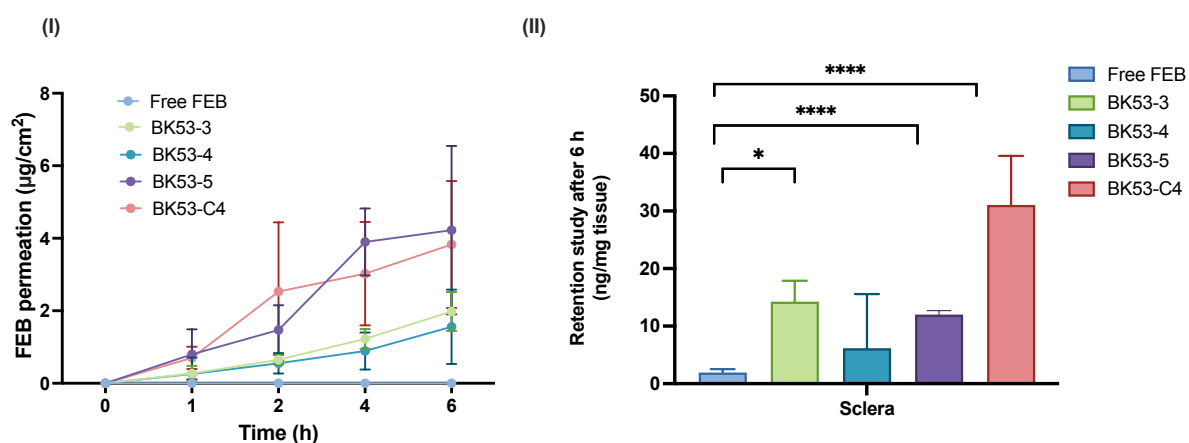 (I)
FEB permeation (µg/cm²)
8
6
4
2
0
Free FEB
BK53-3
BK53-4
BK53-5
BK53-C4
0 1 2 4 6
Time (h)
(II)
Retention study after 6 h
(ng/mg tissue)
50
40
30
20
10
0
****
****
*
Sclera
Free FEB
BK53-3
BK53-4
BK53-5
BK53-C4